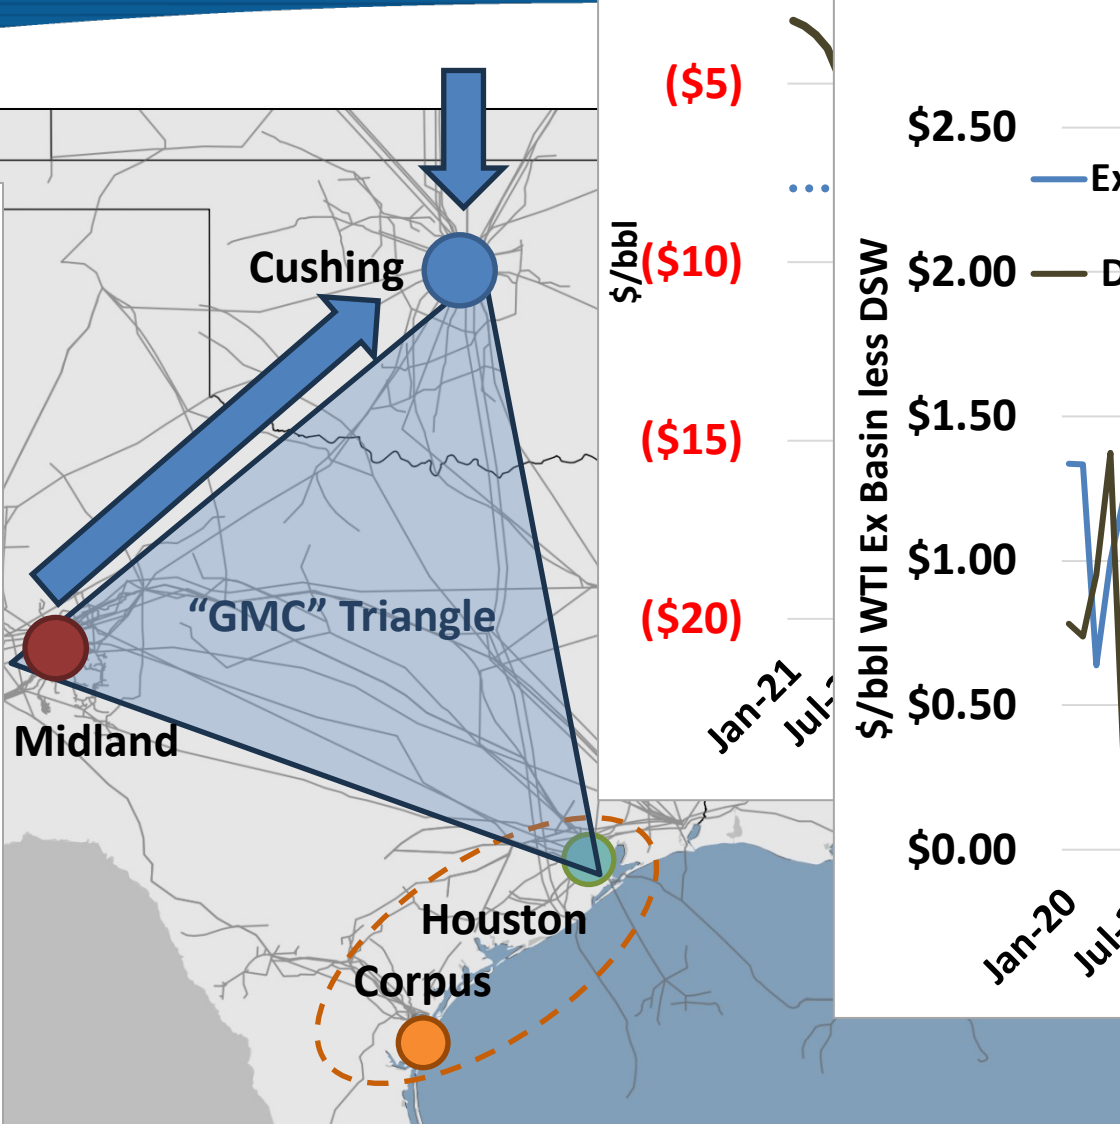 Cushing
“GMC” Triangle
Midland
Houston
Corpus
$/bbl
($5)
($10)
($15)
($20)
Jan-21
$/bbl WTI Ex Basin less DSW
$2.50
$2.00
$1.50
$1.00
$0.50
$0.00
Jan-20